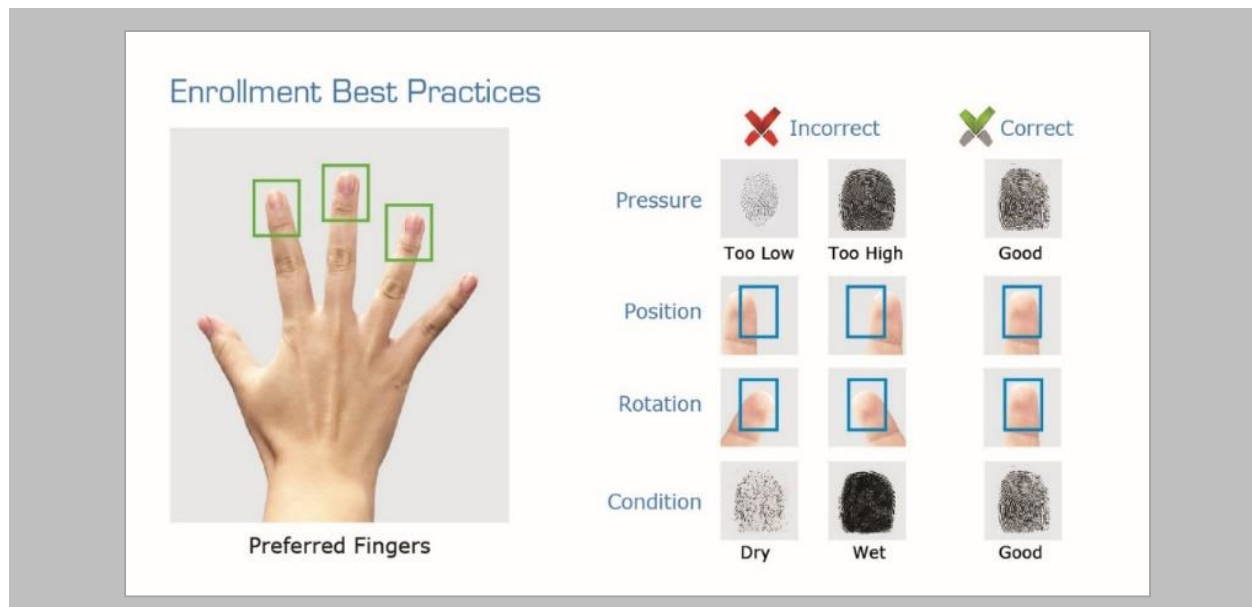 Enrollment Best Practices
Incorrect
Correct
Pressure
Too Low
Too High
Good
Position
Rotation
Condition
Dry
Wet
Good
Preferred Fingers